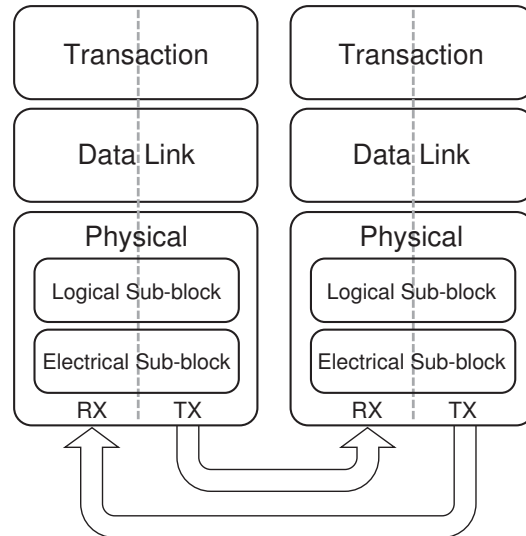 Transaction
Transaction
Data Link
Data Link
Physical
Physical
Logical Sub-block
Logical Sub-block
Electrical Sub-block
Electrical Sub-block
RX TX
RX TX